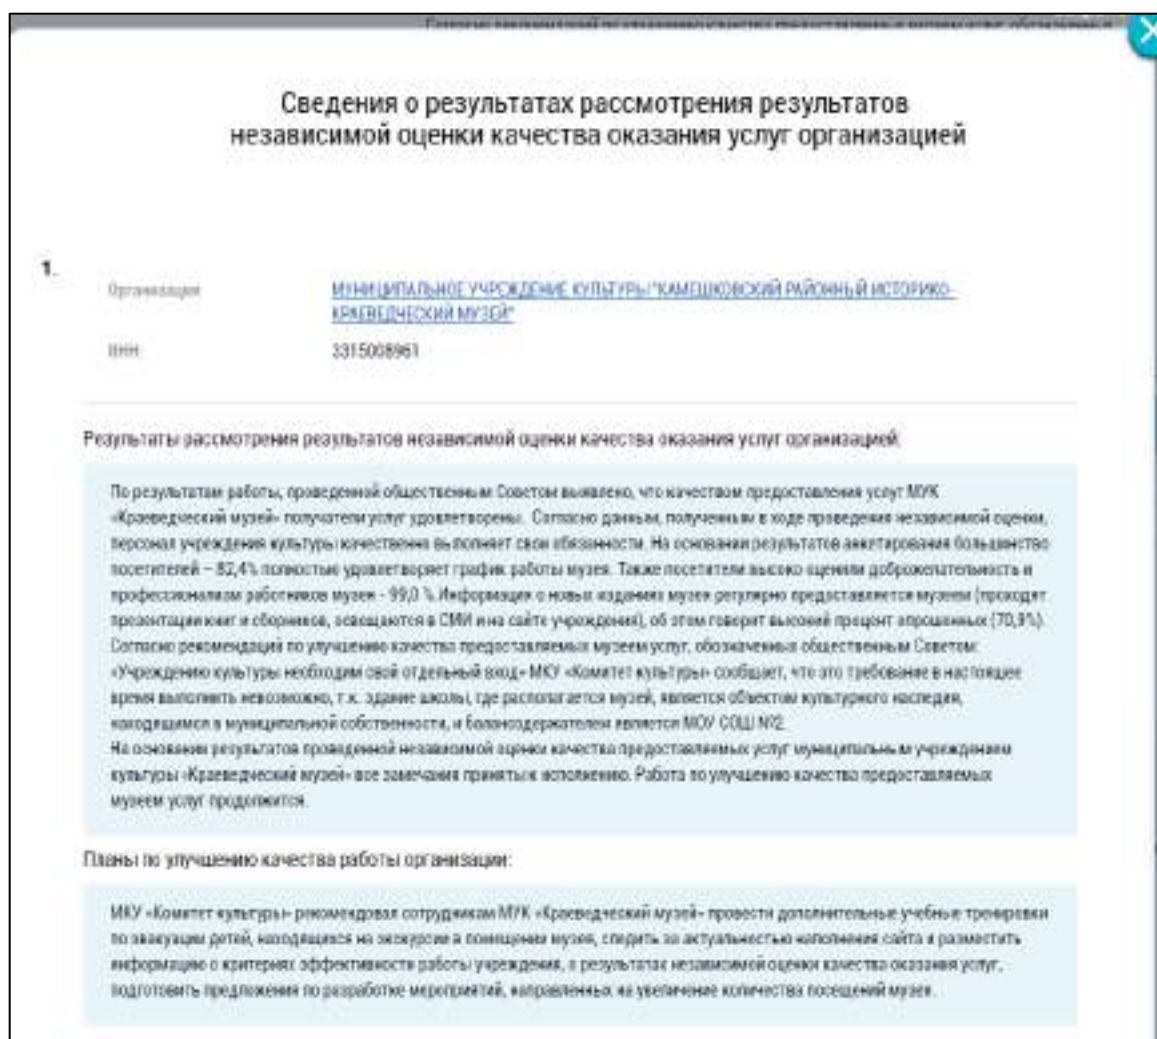 Сведения о результатах рассмотрения результатов
независимой оценки качества оказания услуг организацией
1.
Организация
МУНИЦИПАЛЬНОЕ УЧРЕЖДЕНИЕ КУЛЬТУРЫ "КАМЕШКОВСКИЙ РАЙОННЫЙ ИСТОРИКО-
КРАЕВЕДЧЕСКИЙ МУЗЕЙ"
ИНН:
3315008961
Результаты рассмотрения результатов независимой оценки качества оказания услуг организацией:
По результатам работы, проведенной общественным Советом выявлено, что качеством предоставления услуг МУК
«Краеведческий музей» получатели услуг удовлетворены. Согласно данным, полученным в ходе проведения независимой оценки,
персонал учреждения культуры качественно выполняет свои обязанности. На основании результатов анкетирования большинство
посетителей – 82,4% полностью удовлетворяет график работы музея. Также посетители высоко оценили доброжелательность и
профессионализм работников музея - 99,0 %. Информация о новых изданиях музея регулярно предоставляется музеем (проходят
презентации книг и сборников, освещаются в СМИ и на сайте учреждения), об этом говорит высокий процент опрошенных (70,9%).
Согласно рекомендаций по улучшению качества предоставляемых музеем услуг, обозначенных общественным Советом:
«Учреждению культуры необходим свой отдельный вход» МКУ «Комитет культуры» сообщает, что это требование в настоящее
время выполнить невозможно, т.к. здание школы, где располагается музей, является объектом культурного наследия,
находящимся в муниципальной собственности, и балансодержателем является МОУ СОШ №2.
На основании результатов проведенной независимой оценки качества предоставляемых услуг муниципальным учреждением
культуры «Краеведческий музей» все замечания приняты к исполнению. Работа по улучшению качества предоставляемых
музеем услуг продолжится.
Планы по улучшению качества работы организации:
МКУ «Комитет культуры» рекомендовал сотрудникам МУК «Краеведческий музей» провести дополнительные учебные тренировки
по эвакуации детей, находящихся на экскурсии в помещении музея, следить за актуальностью наполнения сайта и разместить
информацию о критериях эффективности работы учреждения, о результатах независимой оценки качества оказания услуг,
подготовить предложения по разработке мероприятий, направленных на увеличение количества посещений музея.